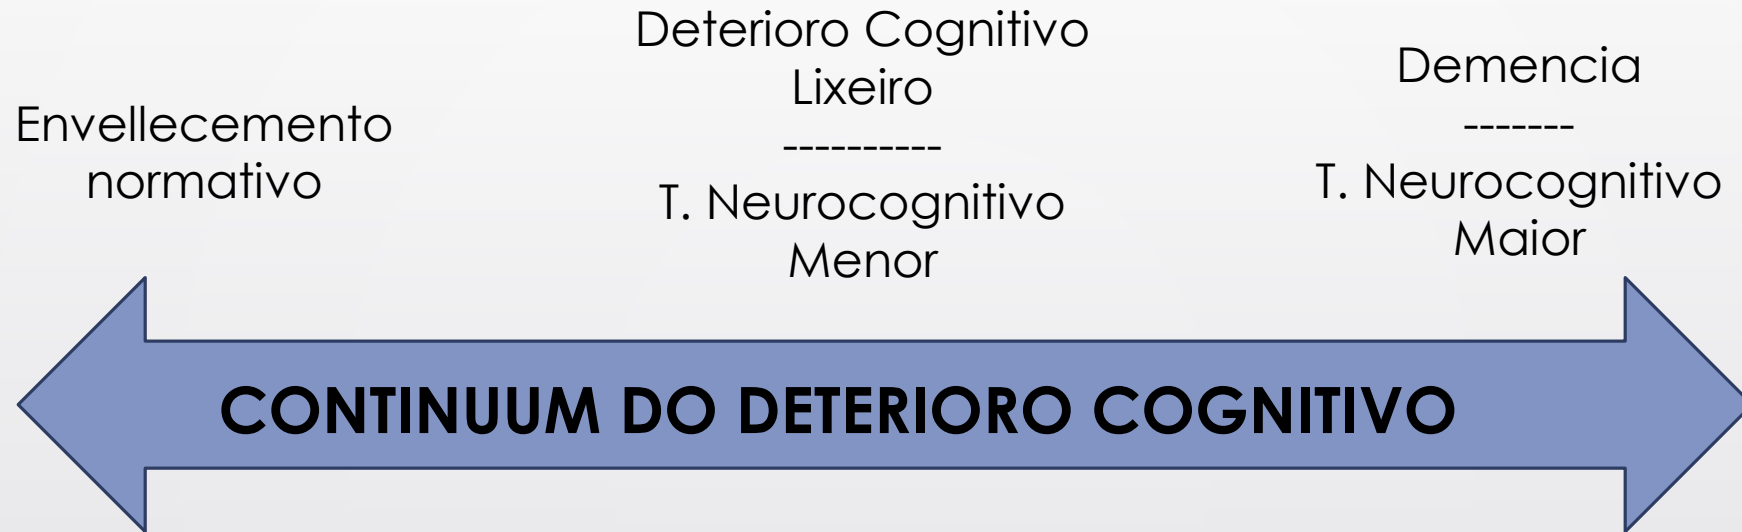 Envellecemento
normativo
Deterioro Cognitivo
Lixeiro
----------
T. Neurocognitivo
Menor
Demencia
-------
T. Neurocognitivo
Maior
CONTINUUM DO DETERIORO COGNITIVO